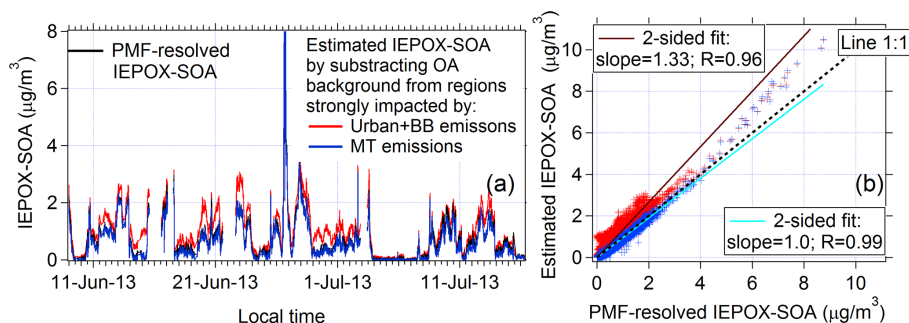 IEPOX-SOA (μg/m³)
8
6
4
2
0
PMF-resolved
IEPOX-SOA
Estimated IEPOX-SOA
by substracting OA
background from regions
strongly impacted by:
Urban+BB emissons
MT emissions
(a)
11-Jun-13
21-Jun-13
1-Jul-13
11-Jul-13
Local time
Estimated IEPOX-SOA (μg/m³)
10
8
6
4
2
0
2-sided fit:
slope=1.33; R=0.96
Line 1:1
(b)
2-sided fit:
slope=1.0; R=0.99
0
2
4
6
8
10
PMF-resolved IEPOX-SOA (μg/m³)